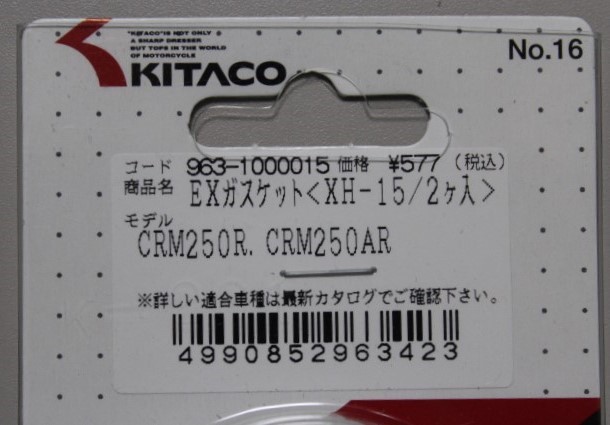 "KITACO" IS NOT ONLY
A SHARP DRESSER
BUT TOPS IN THE WORLD
OF MOTORCYCLE
KITACO
No.16
コード 963-1000015 価格 ¥577 (税込)
商品名 EXガスケット<XH-15/2ヶ入>
モデル
CRM250R. CRM250AR
※詳しい適合車種は最新カタログでご確認下さい。
4990852963423